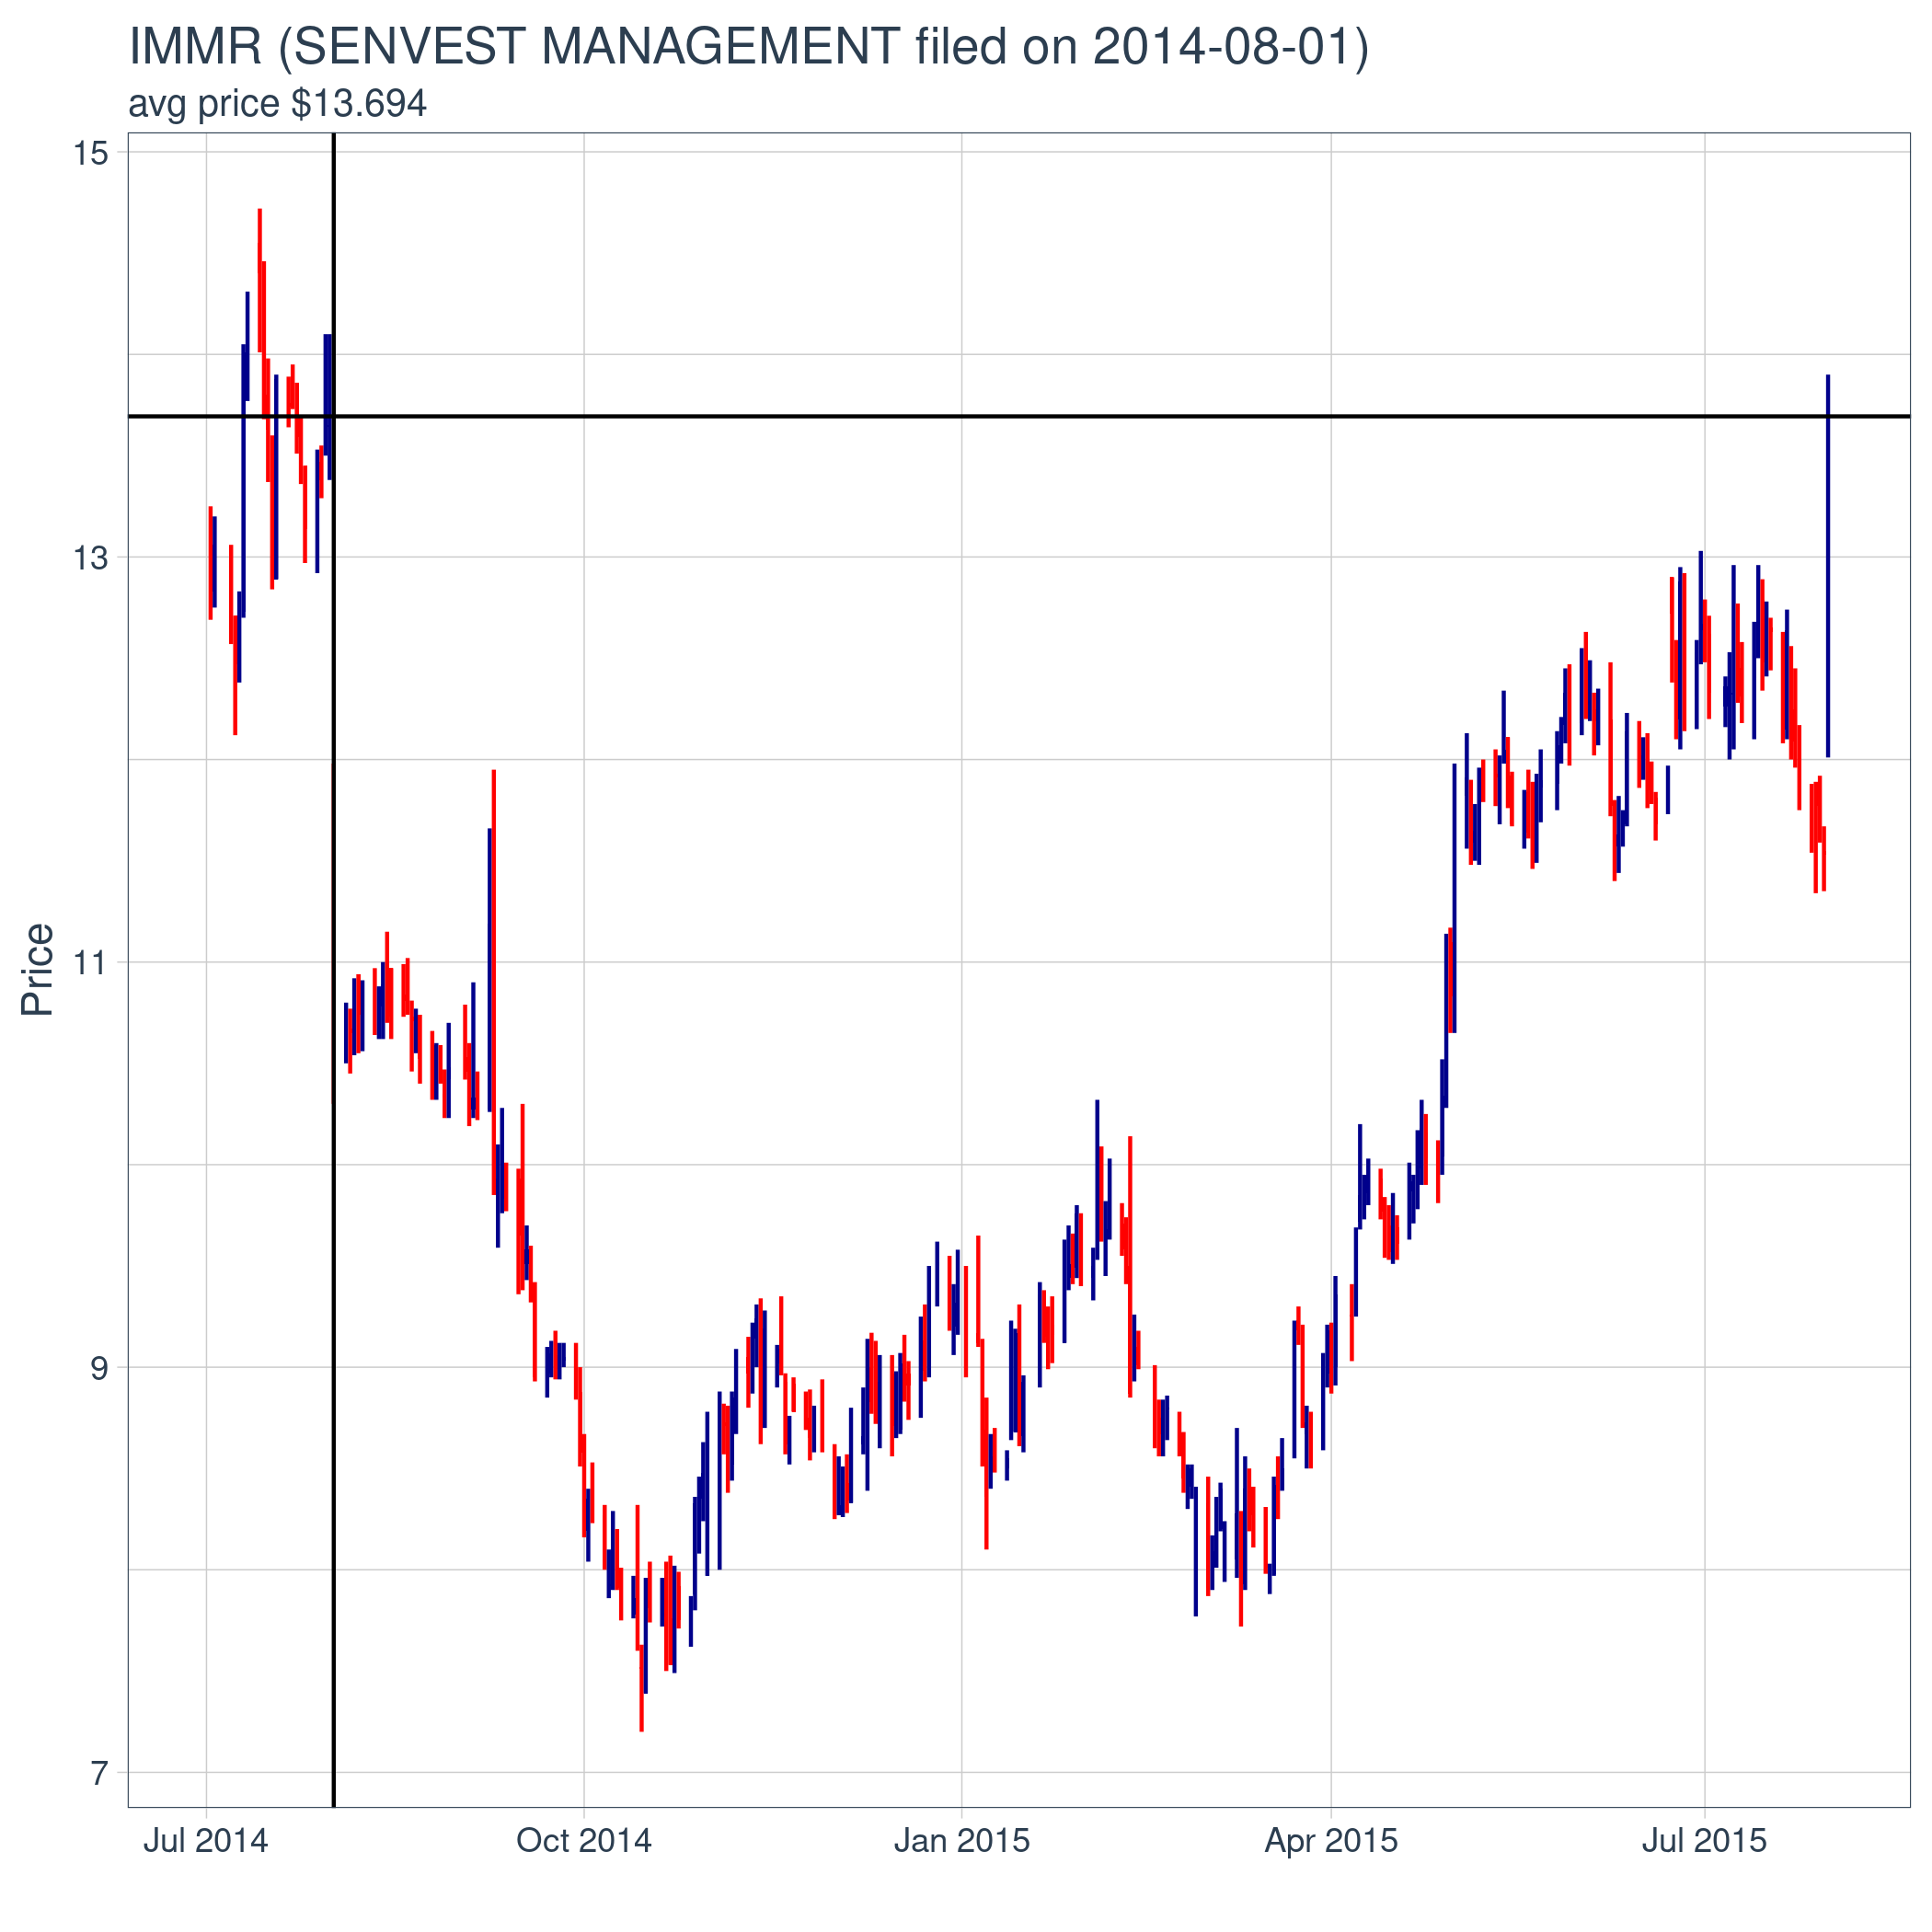 IMMR (SENVEST MANAGEMENT filed on 2014-08-01)
avg price $13.694
15
13
11
9
7
Price
Jul 2014
Oct 2014
Jan 2015
Apr 2015
Jul 2015